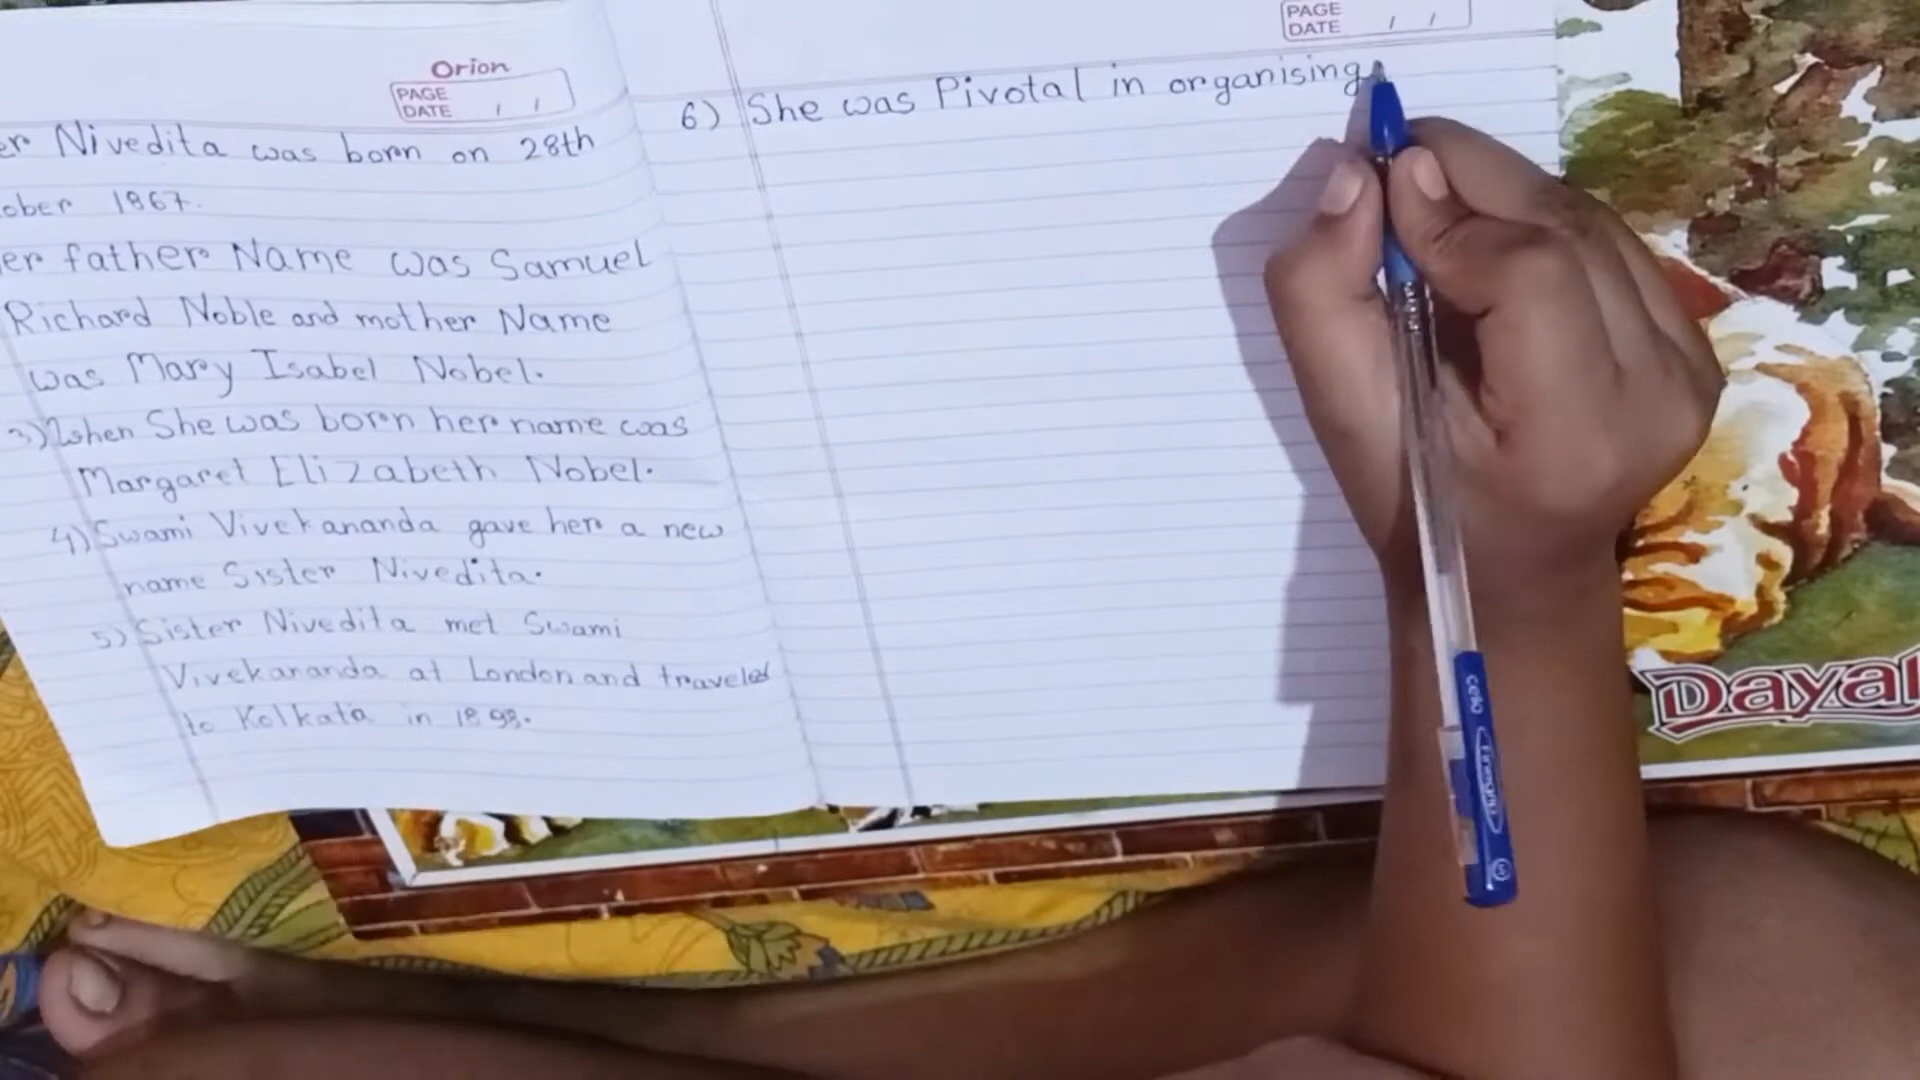 Orion
PAGE
DATE / /
er Nivedita was born on 28th
ober 1867.
er father Name was Samuel
Richard Noble and mother Name
was Mary Isabel Nobel.
3) When She was born her name was
Margaret Elizabeth Nobel.
4) Swami Vivekananda gave her a new
name Sister Nivedita.
5) Sister Nivedita met Swami
Vivekananda at London and traveled
to Kolkata in 1898.
PAGE
DATE / /
6) She was Pivotal in organising
cello Finegrip
Dayal